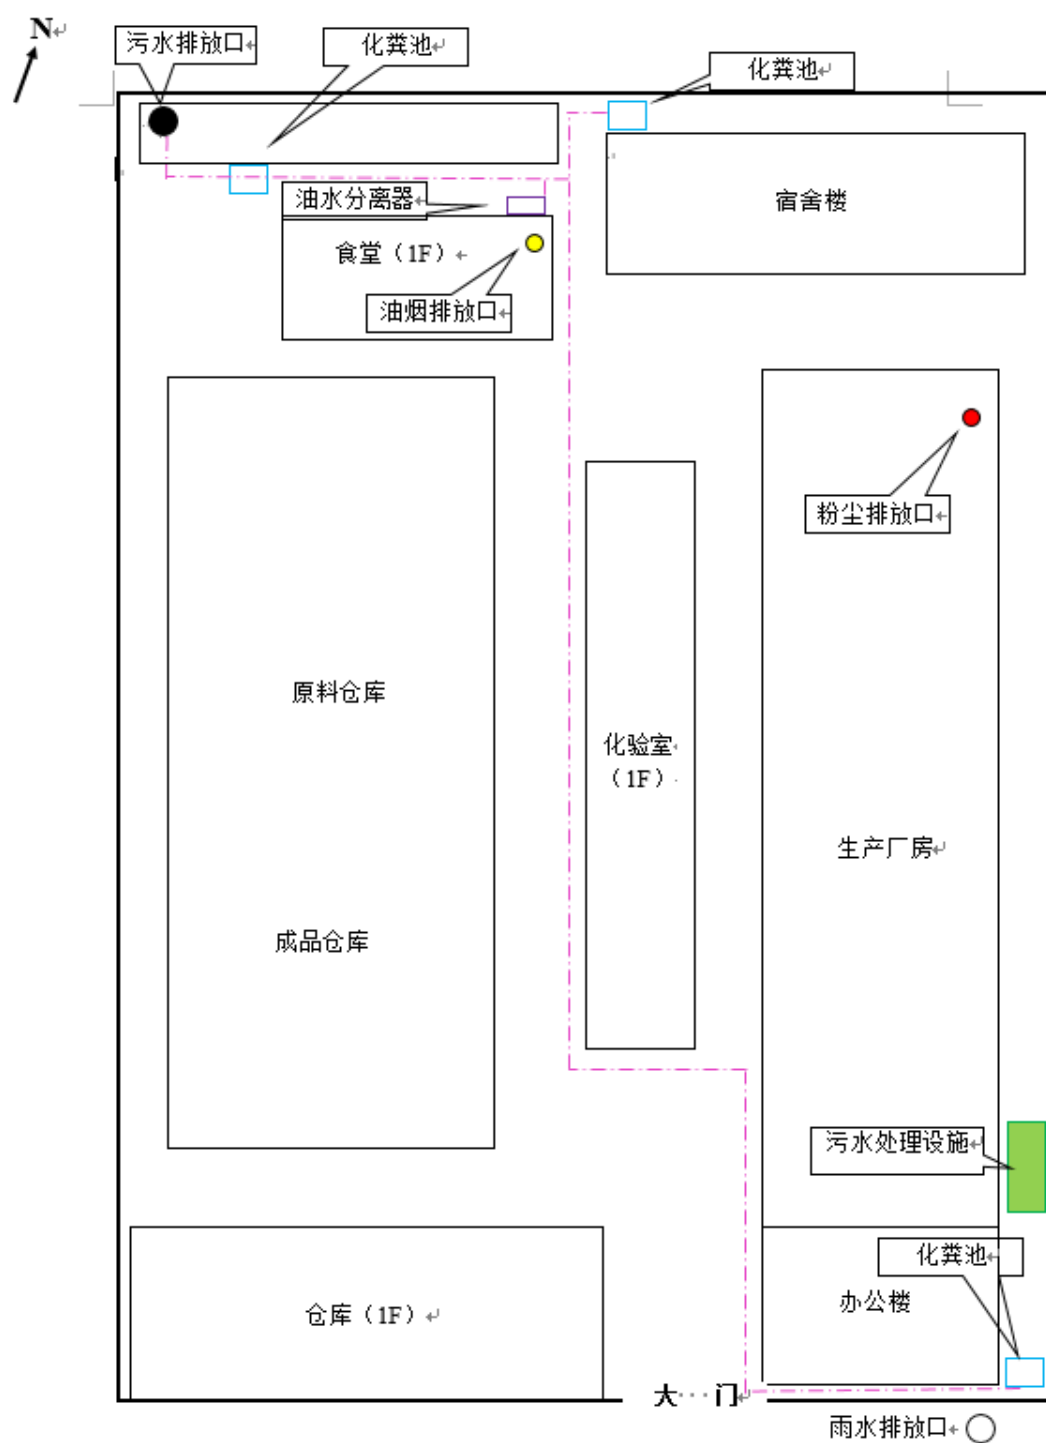 N
污水排放口
化粪池
化粪池
油水分离器
宿舍楼
食堂（1F）
油烟排放口
粉尘排放口
原料仓库
化验室
（1F）
生产厂房
成品仓库
污水处理设施
化粪池
办公楼
仓库（1F）
大···门
雨水排放口